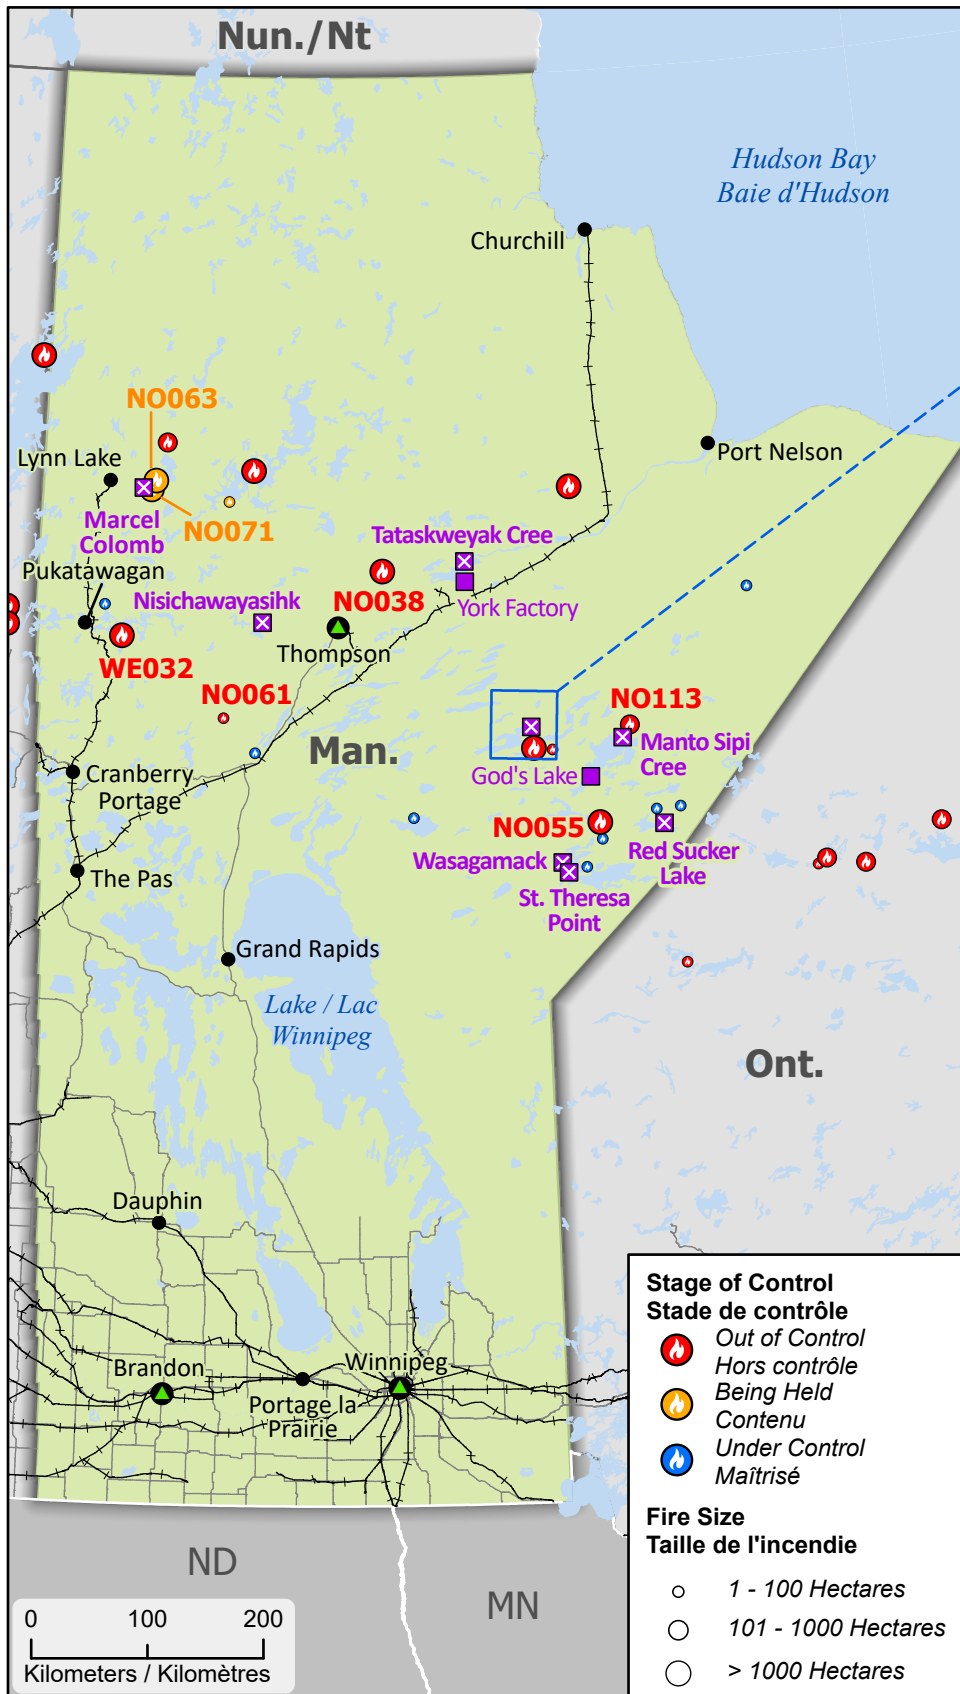 Nun./Nt
Hudson Bay
Baie d'Hudson
Churchill
NO063
Lynn Lake
Port Nelson
Marcel
Colomb
NO071
Tataskweyak Cree
Pukatawagan
Nisichawayasihk
NO038
York Factory
Thompson
WE032
NO061
NO113
Man.
Manto Sipi
Cree
God's Lake
Cranberry
Portage
NO055
Wasagamack
Red Sucker
Lake
The Pas
St. Theresa
Point
Grand Rapids
Lake / Lac
Winnipeg
Ont.
Dauphin
Brandon
Winnipeg
Portage la
Prairie
ND
MN
0 100 200
Kilometers / Kilomètres
Stage of Control
Stade de contrôle
Out of Control
Hors contrôle
Being Held
Contenu
Under Control
Maîtrisé
Fire Size
Taille de l'incendie
1 - 100 Hectares
101 - 1000 Hectares
> 1000 Hectares